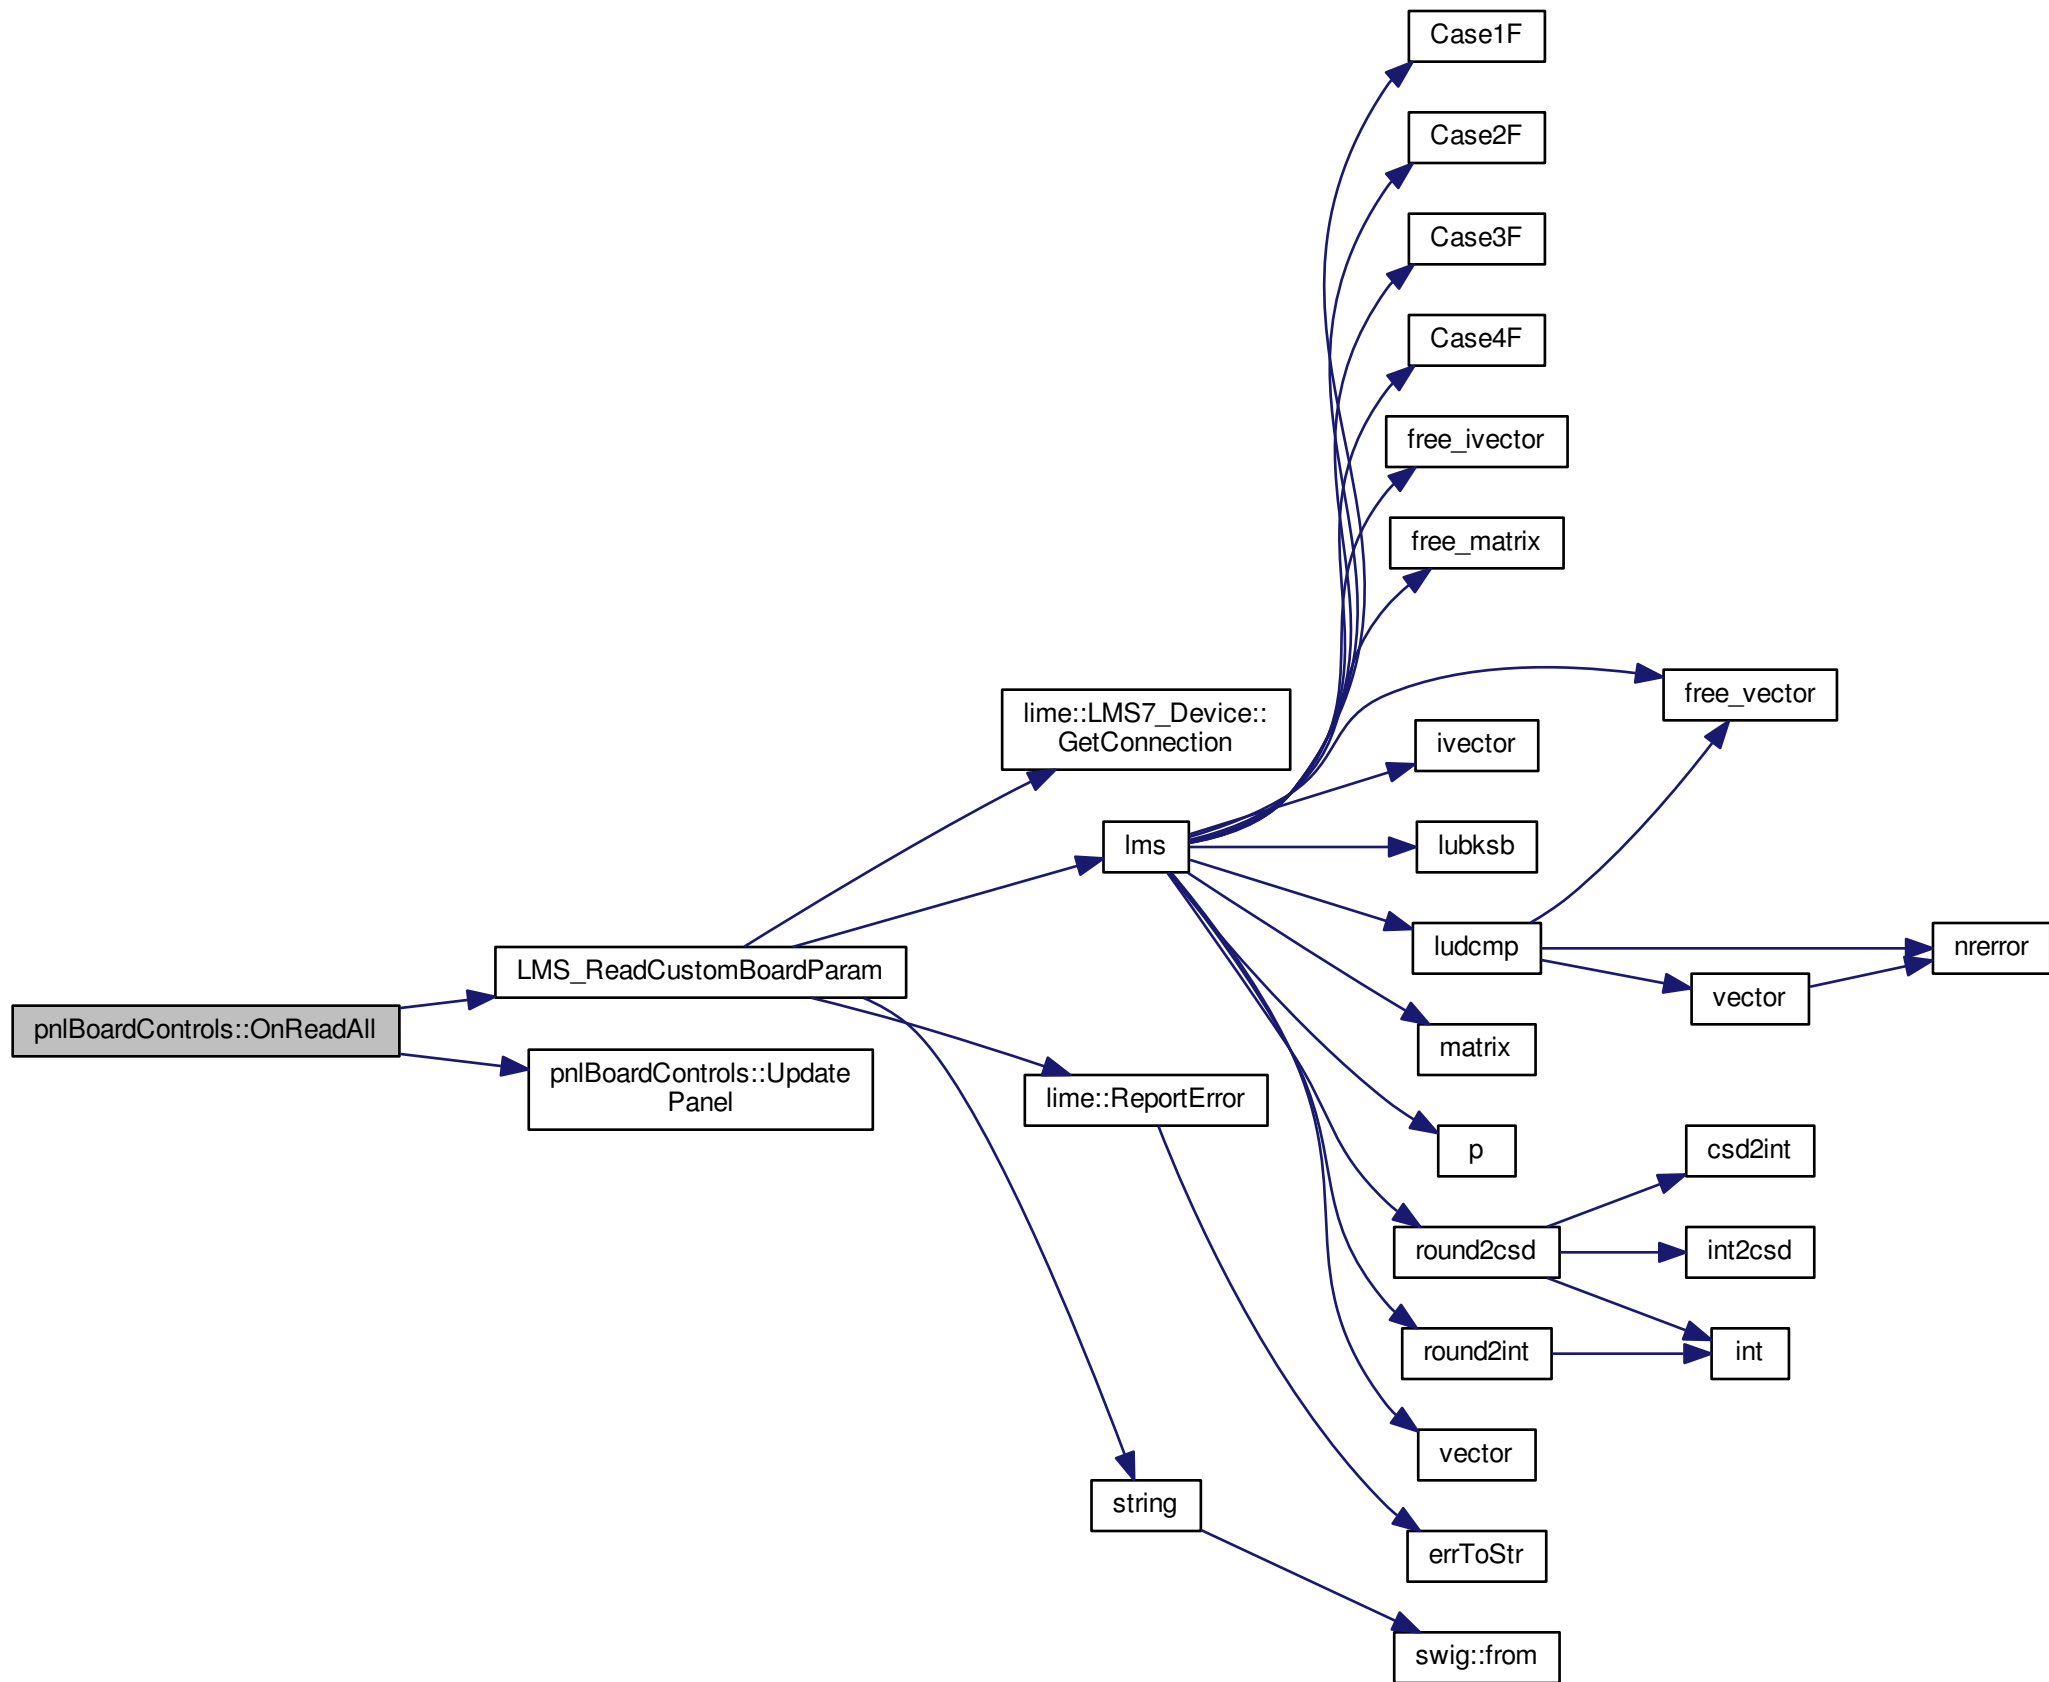 Case1F
Case2F
Case3F
Case4F
free_ivector
free_matrix
free_vector
lime::LMS7_Device::
GetConnection
ivector
lms
lubksb
ludcmp
nrerror
LMS_ReadCustomBoardParam
vector
pnlBoardControls::OnReadAll
matrix
pnlBoardControls::Update
Panel
lime::ReportError
p
csd2int
round2csd
int2csd
round2int
int
vector
string
errToStr
swig::from